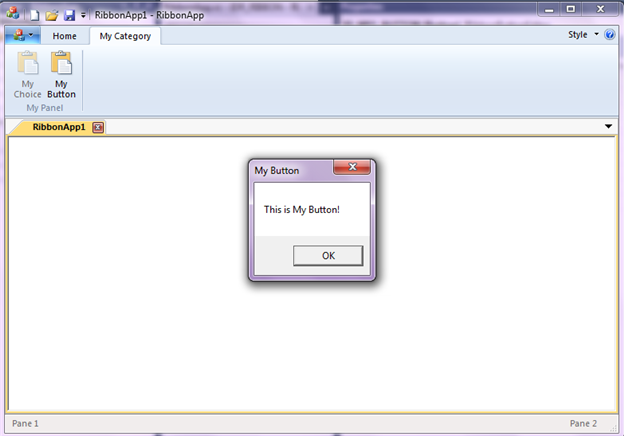 RibbonApp1 - RibbonApp
Home
My Category
Style
My
Choice
My
Button
My Panel
RibbonApp1
My Button
This is My Button!
OK
Pane 1
Pane 2